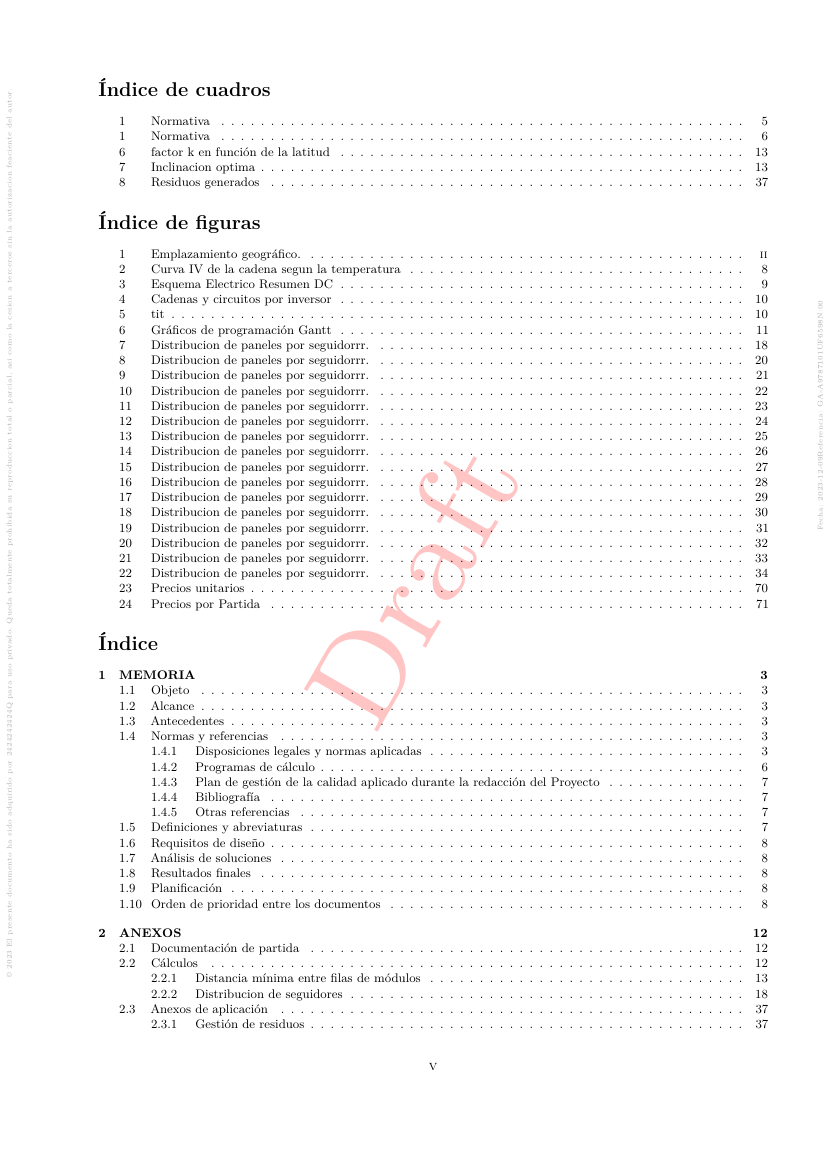 Índice de cuadros
1 Normativa 5
1 Normativa 6
6 factor k en función de la latitud 13
7 Inclinacion optima 13
8 Residuos generados 37
Índice de figuras
1 Emplazamiento geográfico. II
2 Curva IV de la cadena segun la temperatura 8
3 Esquema Electrico Resumen DC 9
4 Cadenas y circuitos por inversor 10
5 tit 10
6 Gráficos de programación Gantt 11
7 Distribucion de paneles por seguidorrr. 18
8 Distribucion de paneles por seguidorrr. 20
9 Distribucion de paneles por seguidorrr. 21
10 Distribucion de paneles por seguidorrr. 22
11 Distribucion de paneles por seguidorrr. 23
12 Distribucion de paneles por seguidorrr. 24
13 Distribucion de paneles por seguidorrr. 25
14 Distribucion de paneles por seguidorrr. 26
15 Distribucion de paneles por seguidorrr. 27
16 Distribucion de paneles por seguidorrr. 28
17 Distribucion de paneles por seguidorrr. 29
18 Distribucion de paneles por seguidorrr. 30
19 Distribucion de paneles por seguidorrr. 31
20 Distribucion de paneles por seguidorrr. 32
21 Distribucion de paneles por seguidorrr. 33
22 Distribucion de paneles por seguidorrr. 34
23 Precios unitarios 70
24 Precios por Partida 71
Índice
1 MEMORIA 3
1.1 Objeto 3
1.2 Alcance 3
1.3 Antecedentes 3
1.4 Normas y referencias 3
1.4.1 Disposiciones legales y normas aplicadas 3
1.4.2 Programas de cálculo 6
1.4.3 Plan de gestión de la calidad aplicado durante la redacción del Proyecto 7
1.4.4 Bibliografía 7
1.4.5 Otras referencias 7
1.5 Definiciones y abreviaturas 7
1.6 Requisitos de diseño 8
1.7 Análisis de soluciones 8
1.8 Resultados finales 8
1.9 Planificación 8
1.10 Orden de prioridad entre los documentos 8
2 ANEXOS 12
2.1 Documentación de partida 12
2.2 Cálculos 12
2.2.1 Distancia mínima entre filas de módulos 13
2.2.2 Distribucion de seguidores 18
2.3 Anexos de aplicación 37
2.3.1 Gestión de residuos 37
V
Draft
© 2023 El presente documento ha sido adquirido por 2424242424Q para uso privado. Queda totalmente prohibida su reproduccion total o parcial, así como la cesion a terceros sin la autorizacion feaciente del autor
Fecha: 2023-12-09Referencia: